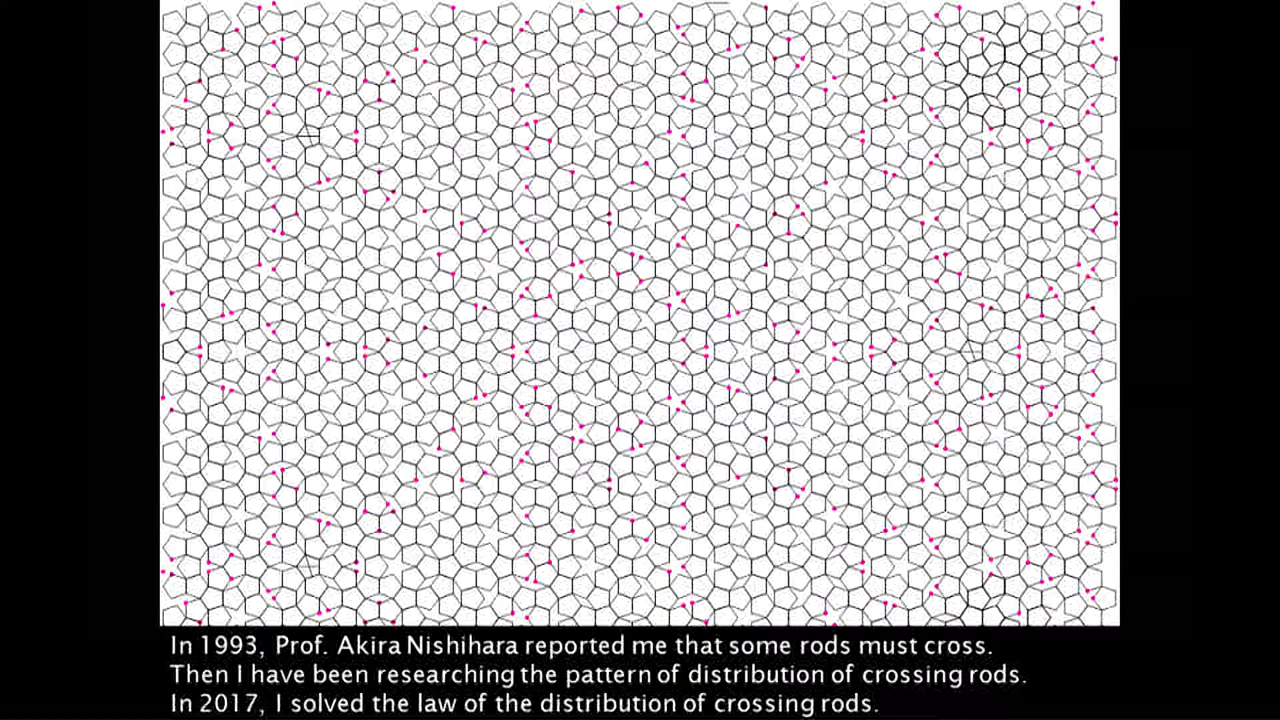 In 1993, Prof. Akira Nishihara reported me that some rods must cross.
Then I have been researching the pattern of distribution of crossing rods.
In 2017, I solved the law of the distribution of crossing rods.